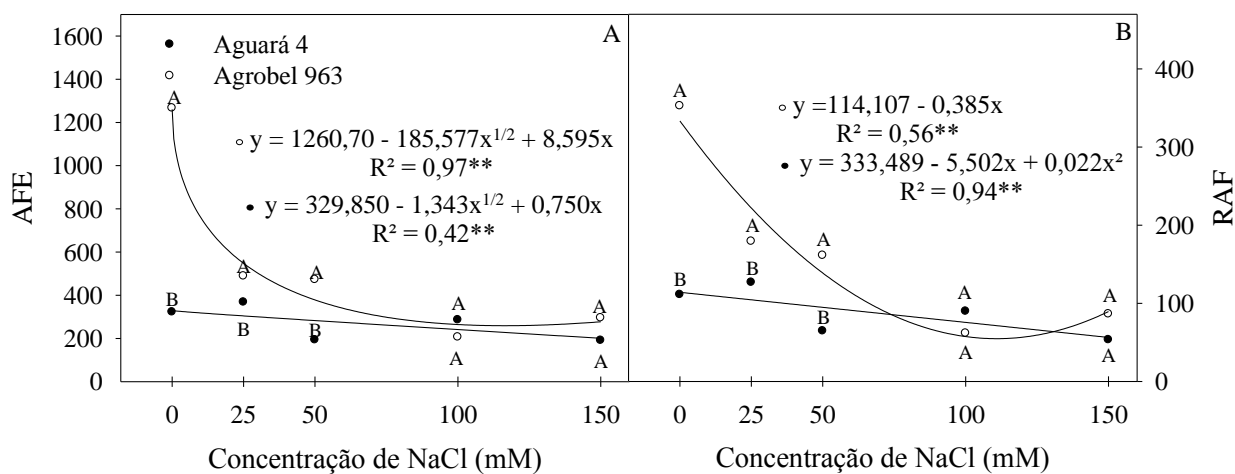 A
B
AFE
1600
1400
1200
1000
800
600
400
200
0
Aguará 4
Agrobel 963
y = 1260,70 - 185,577x^1/2 + 8,595x
R² = 0,97**
y = 329,850 - 1,343x^1/2 + 0,750x
R² = 0,42**
A
B
A
B
A
B
A
A
A
A
0
25
50
100
150
Concentração de NaCl (mM)
y =114,107 - 0,385x
R² = 0,56**
y = 333,489 - 5,502x + 0,022x²
R² = 0,94**
A
B
A
B
A
B
A
A
A
A
400
300
200
100
0
RAF
0
25
50
100
150
Concentração de NaCl (mM)